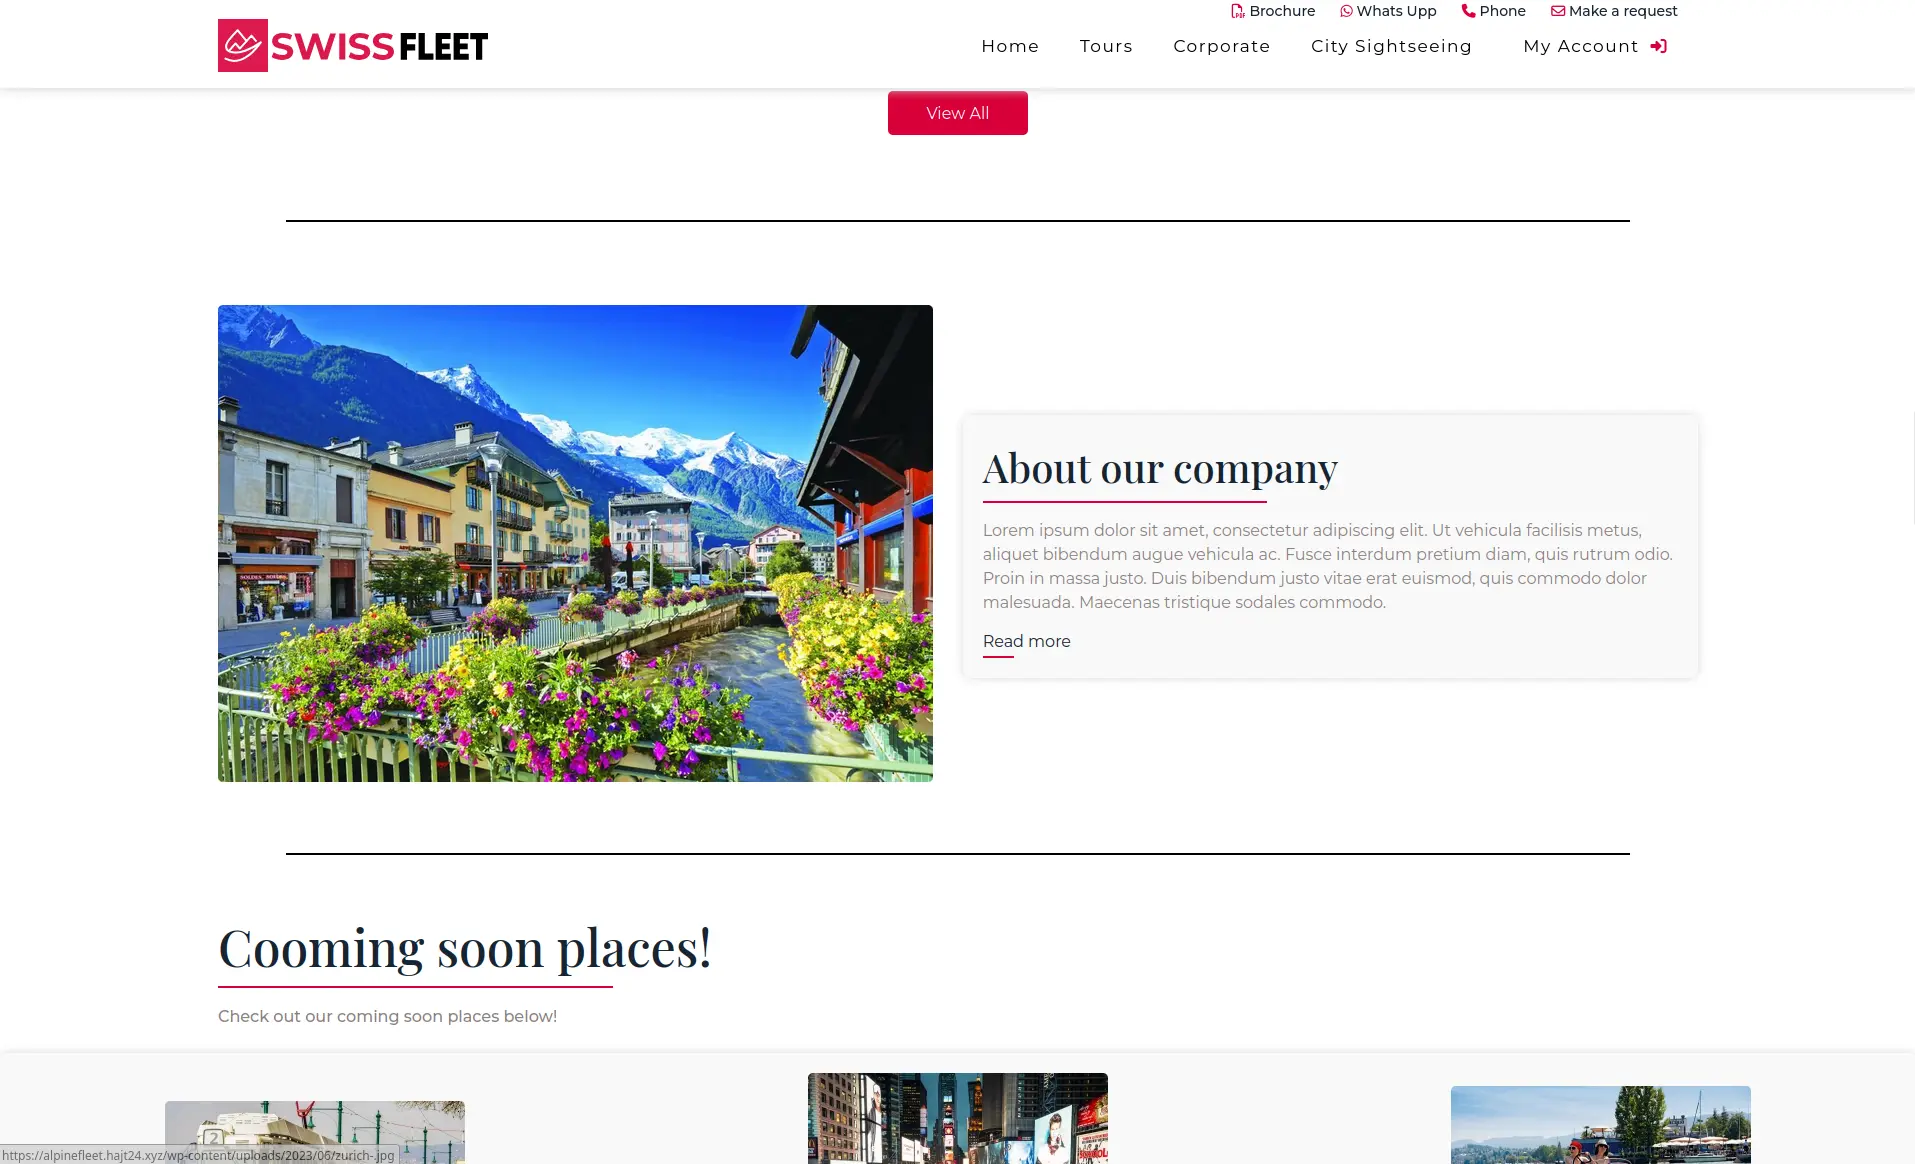 Brochure Whats Upp Phone Make a request
SWISS FLEET
Home Tours Corporate City Sightseeing My Account
View All
SOLDES SOLDES
About our company
Lorem ipsum dolor sit amet, consectetur adipiscing elit. Ut vehicula facilisis metus,
aliquet bibendum augue vehicula ac. Fusce interdum pretium diam, quis rutrum odio.
Proin in massa justo. Duis bibendum justo vitae erat euismod, quis commodo dolor
malesuada. Maecenas tristique sodales commodo.
Read more
Cooming soon places!
Check out our coming soon places below!
2
https://alpinefleet.hajt24.xyz/wp-content/uploads/2023/06/zurich-.jpg